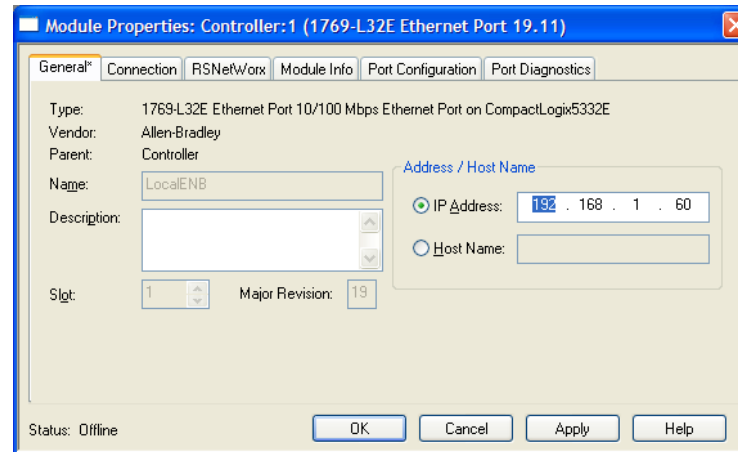 Module Properties: Controller:1 (1769-L32E Ethernet Port 19.11)
General* Connection RSNetWorx Module Info Port Configuration Port Diagnostics
Type: 1769-L32E Ethernet Port 10/100 Mbps Ethernet Port on CompactLogix5332E
Vendor: Allen-Bradley
Parent: Controller
Name: LocalENB
Description:
Slot: 1 Major Revision: 19
Address / Host Name
IP Address: 192 . 168 . 1 . 60
Host Name:
Status: Offline OK Cancel Apply Help